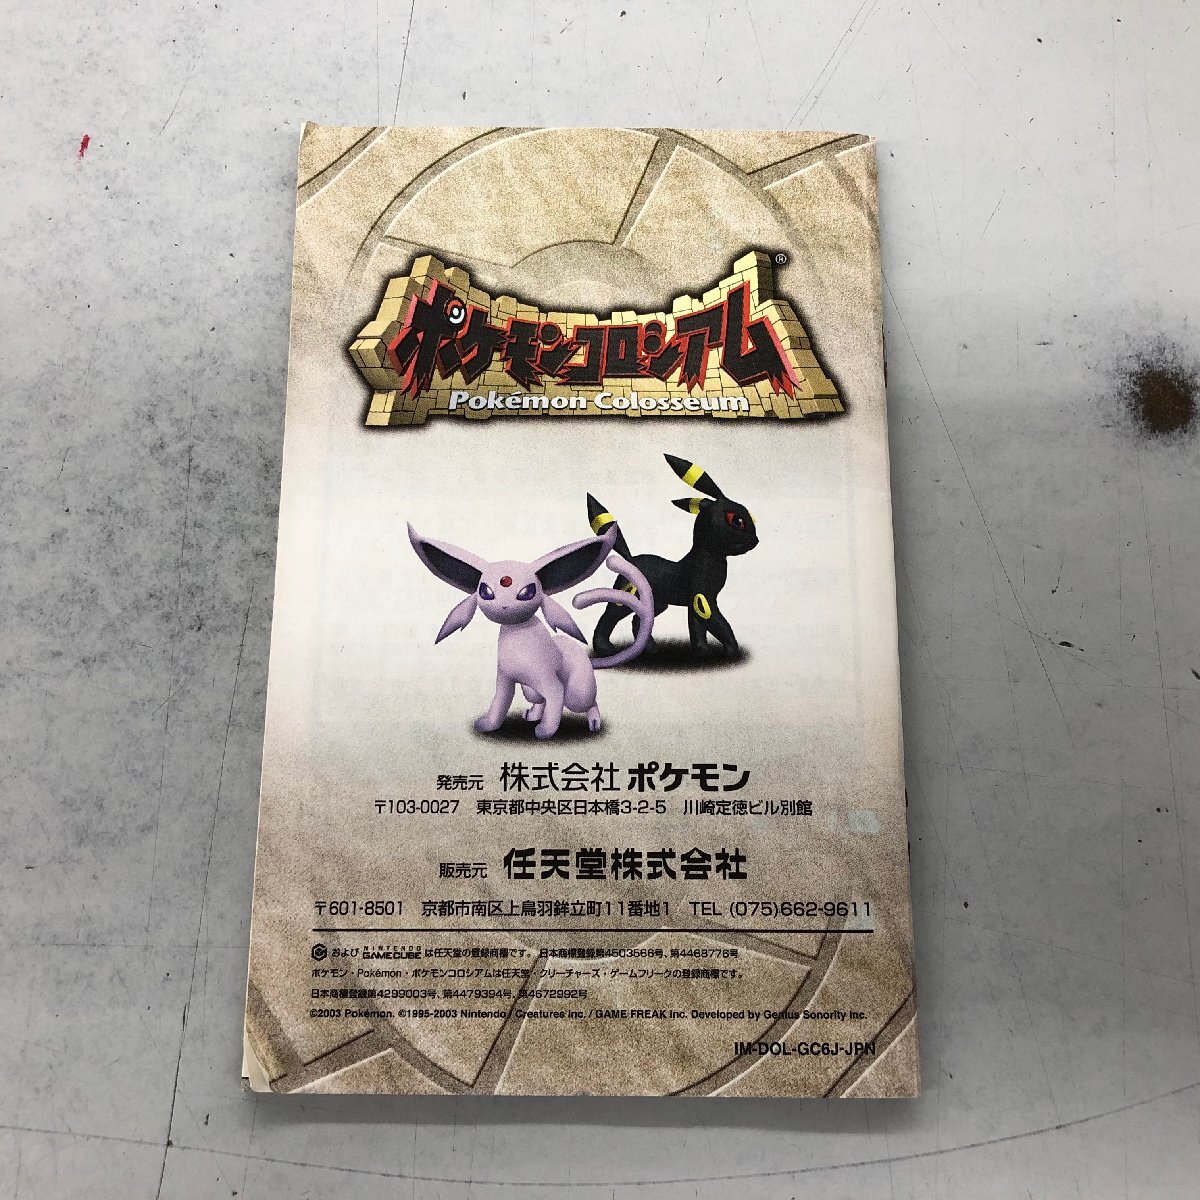 ポケモンコロシアム®
Pokémon Colosseum
発売元 株式会社 ポケモン
〒103-0027 東京都中央区日本橋3-2-5 川崎定徳ビル別館
販売元 任天堂株式会社
〒601-8501 京都市南区上鳥羽鉾立町11番地1 TEL (075)662-9611
および NINTENDO GAMECUBE は任天堂の登録商標です。 日本商標登録第4503566号、第4468776号
ポケモン・Pokémon・ポケモンコロシアムは任天堂・クリーチャーズ・ゲームフリークの登録商標です。
日本商標登録第4299003号、第4479394号、第4672992号
©2003 Pokémon. ©1995-2003 Nintendo / Creatures inc. / GAME FREAK inc. Developed by Genius Sonority Inc.
IM-DOL-GC6J-JPN